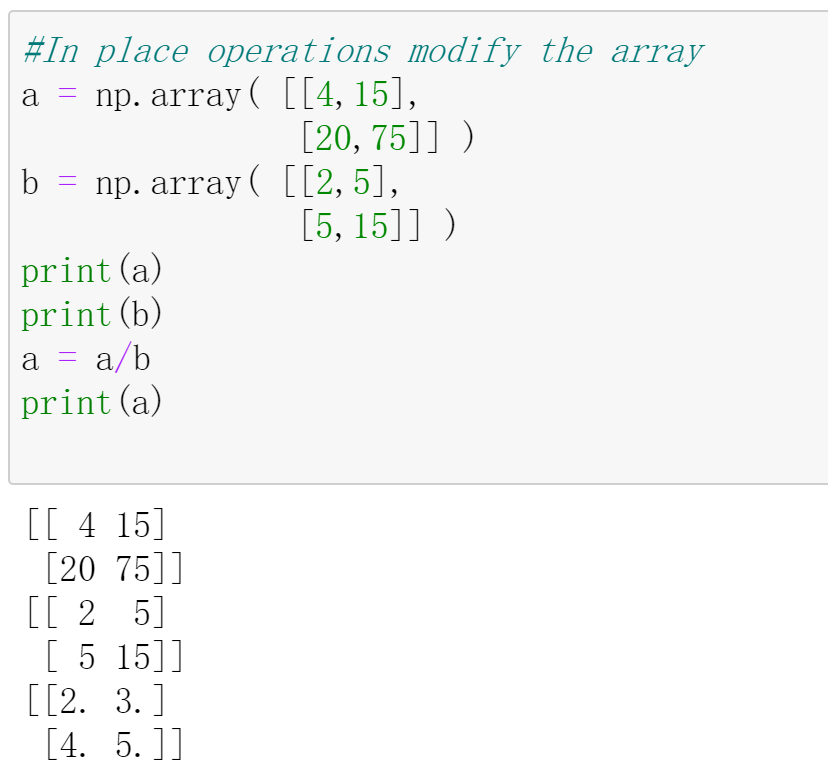 #In place operations modify the array
a = np.array( [[4,15],
               [20,75]] )
b = np.array( [[2,5],
               [5,15]] )
print(a)
print(b)
a = a/b
print(a)
[[ 4 15]
 [20 75]]
[[ 2  5]
 [ 5 15]]
[[2. 3.]
 [4. 5.]]